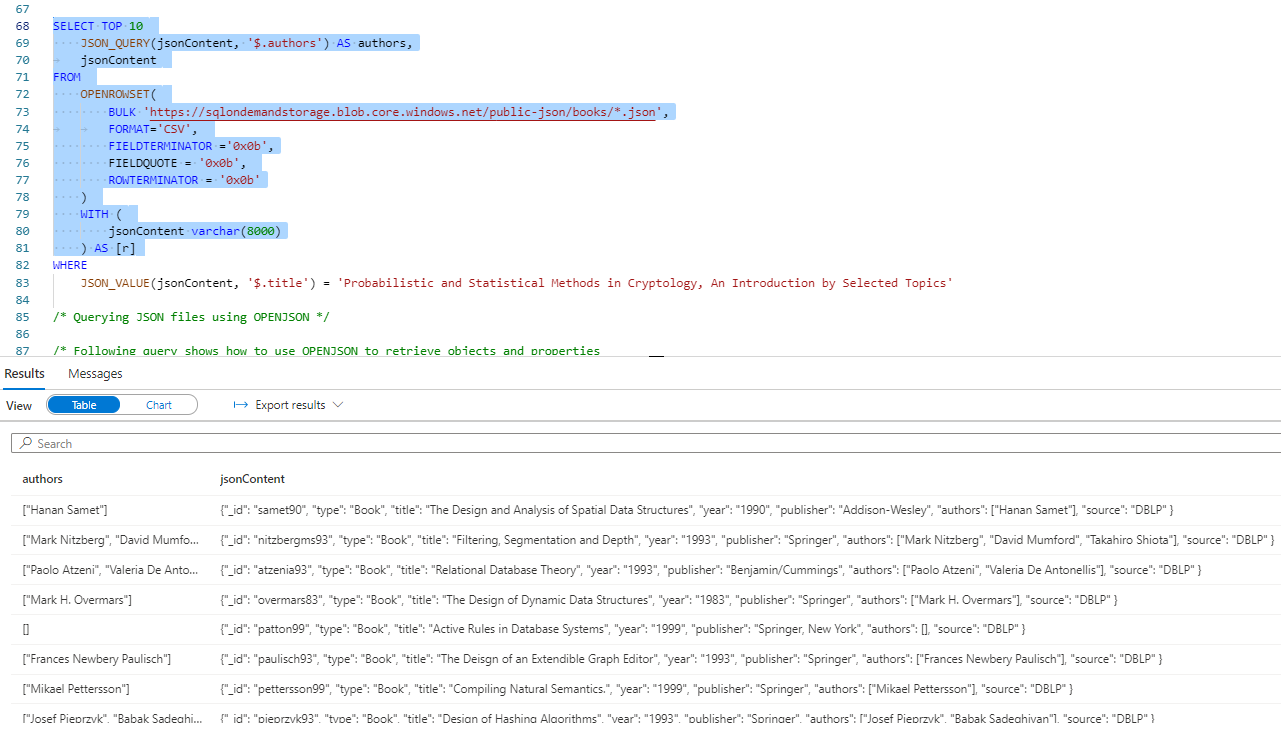 67
68 SELECT TOP 10
69 JSON_QUERY(jsonContent, '$.authors') AS authors,
70 jsonContent
71 FROM
72 OPENROWSET(
73 BULK 'https://sqlondemandstorage.blob.core.windows.net/public-json/books/*.json',
74 FORMAT='CSV',
75 FIELDTERMINATOR ='0x0b',
76 FIELDQUOTE = '0x0b',
77 ROWTERMINATOR = '0x0b'
78 )
79 WITH (
80 jsonContent varchar(8000)
81 ) AS [r]
82 WHERE
83 JSON_VALUE(jsonContent, '$.title') = 'Probabilistic and Statistical Methods in Cryptology, An Introduction by Selected Topics'
84
85 /* Querying JSON files using OPENJSON */
86
87 /* Following query shows how to use OPENJSON to retrieve objects and properties
Results Messages
View Table Chart Export results
Search
authors jsonContent
["Hanan Samet"] {"_id": "samet90", "type": "Book", "title": "The Design and Analysis of Spatial Data Structures", "year": "1990", "publisher": "Addison-Wesley", "authors": ["Hanan Samet"], "source": "DBLP" }
["Mark Nitzberg", "David Mumfo... {"_id": "nitzbergms93", "type": "Book", "title": "Filtering, Segmentation and Depth", "year": "1993", "publisher": "Springer", "authors": ["Mark Nitzberg", "David Mumford", "Takahiro Shiota"], "source": "DBLP" }
["Paolo Atzeni", "Valeria De Anto... {"_id": "atzenia93", "type": "Book", "title": "Relational Database Theory", "year": "1993", "publisher": "Benjamin/Cummings", "authors": ["Paolo Atzeni", "Valeria De Antonellis"], "source": "DBLP" }
["Mark H. Overmars"] {"_id": "overmars83", "type": "Book", "title": "The Design of Dynamic Data Structures", "year": "1983", "publisher": "Springer", "authors": ["Mark H. Overmars"], "source": "DBLP" }
[] {"_id": "patton99", "type": "Book", "title": "Active Rules in Database Systems", "year": "1999", "publisher": "Springer, New York", "authors": [], "source": "DBLP" }
["Frances Newbery Paulisch"] {"_id": "paulisch93", "type": "Book", "title": "The Deisgn of an Extendible Graph Editor", "year": "1993", "publisher": "Springer", "authors": ["Frances Newbery Paulisch"], "source": "DBLP" }
["Mikael Pettersson"] {"_id": "pettersson99", "type": "Book", "title": "Compiling Natural Semantics.", "year": "1999", "publisher": "Springer", "authors": ["Mikael Pettersson"], "source": "DBLP" }
["Josef Pieprzyk", "Babak Sadeghi... {"_id": "pieprzyk93", "type": "Book", "title": "Design of Hashing Algorithms", "year": "1993", "publisher": "Springer", "authors": ["Josef Pieprzyk", "Babak Sadeghiyan"], "source": "DBLP" }